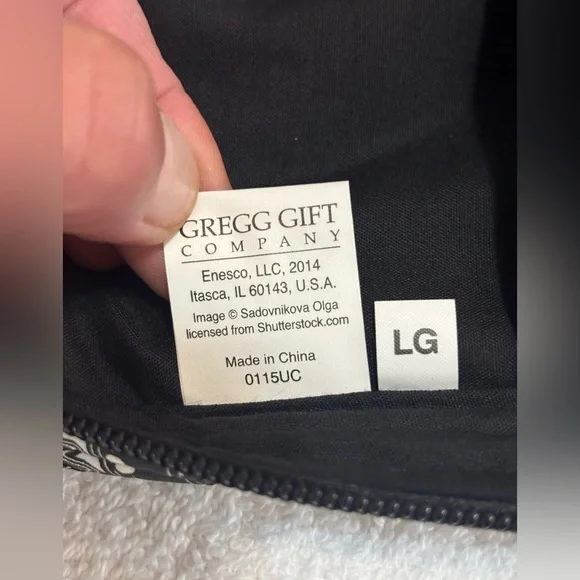 GREGG GIFT
COMPANY
Enesco, LLC, 2014
Itasca, IL 60143, U.S.A.
Image © Sadovnikova Olga
licensed from Shutterstock.com
Made in China
0115UC
LG